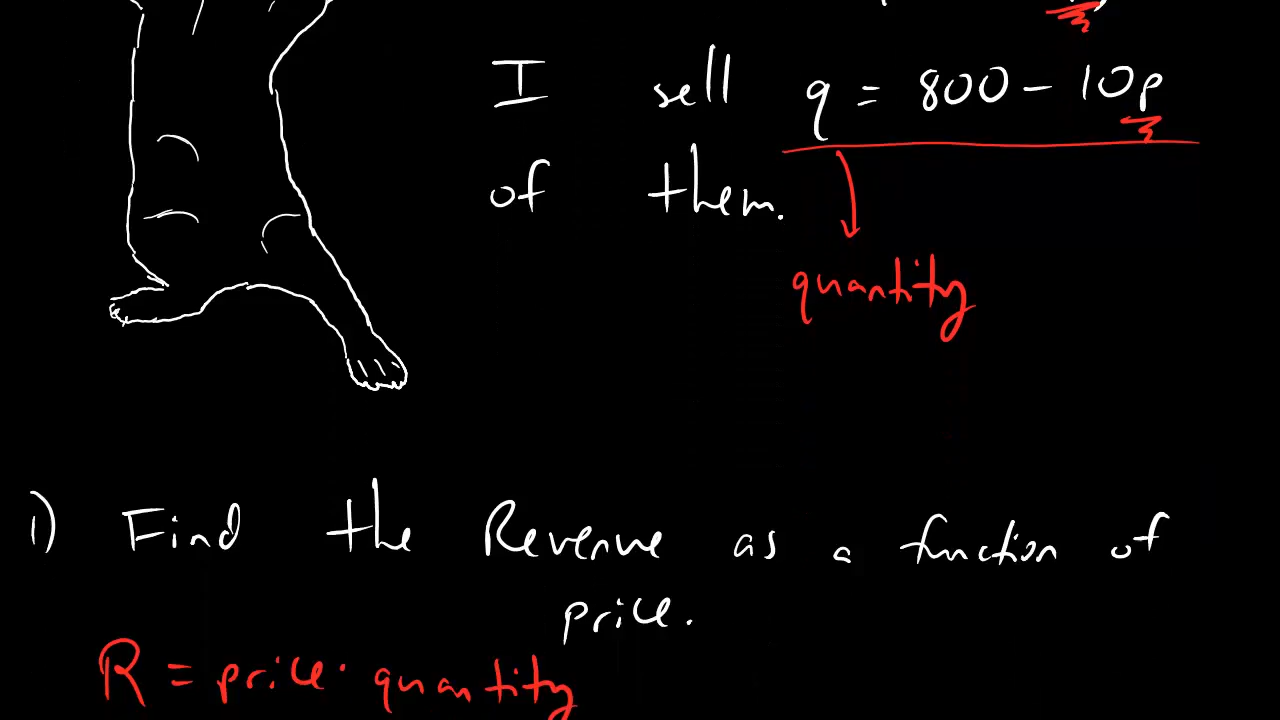 I sell q = 800 - 10p
of them.
quantity
1) Find the Revenue as a function of
price.
R = price · quantity